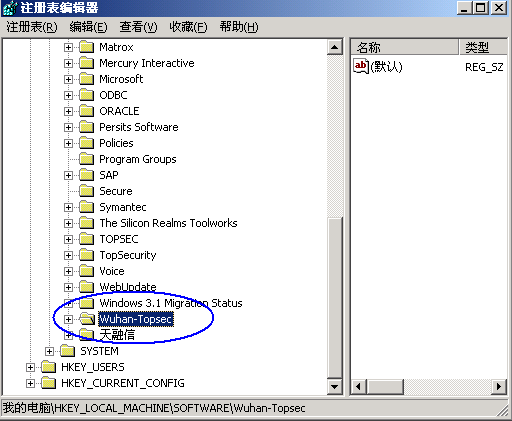 注册表编辑器
注册表(R) 编辑(E) 查看(V) 收藏(F) 帮助(H)
Matrox
Mercury Interactive
Microsoft
ODBC
ORACLE
Persits Software
Policies
Program Groups
SAP
Secure
Symantec
The Silicon Realms Toolworks
TOPSEC
TopSecurity
Voice
WebUpdate
Windows 3.1 Migration Status
Wuhan-Topsec
天融信
SYSTEM
HKEY_USERS
HKEY_CURRENT_CONFIG
名称 类型
ab (默认) REG_SZ
我的电脑\HKEY_LOCAL_MACHINE\SOFTWARE\Wuhan-Topsec